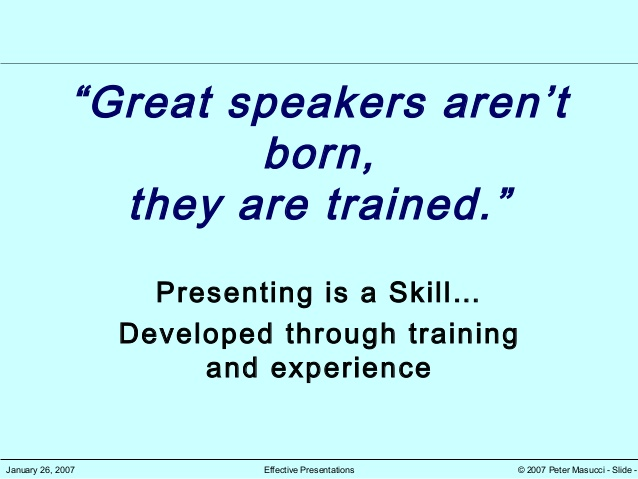 “Great speakers aren’t
born,
they are trained.”
Presenting is a Skill…
Developed through training
and experience
January 26, 2007 Effective Presentations © 2007 Peter Masucci - Slide -